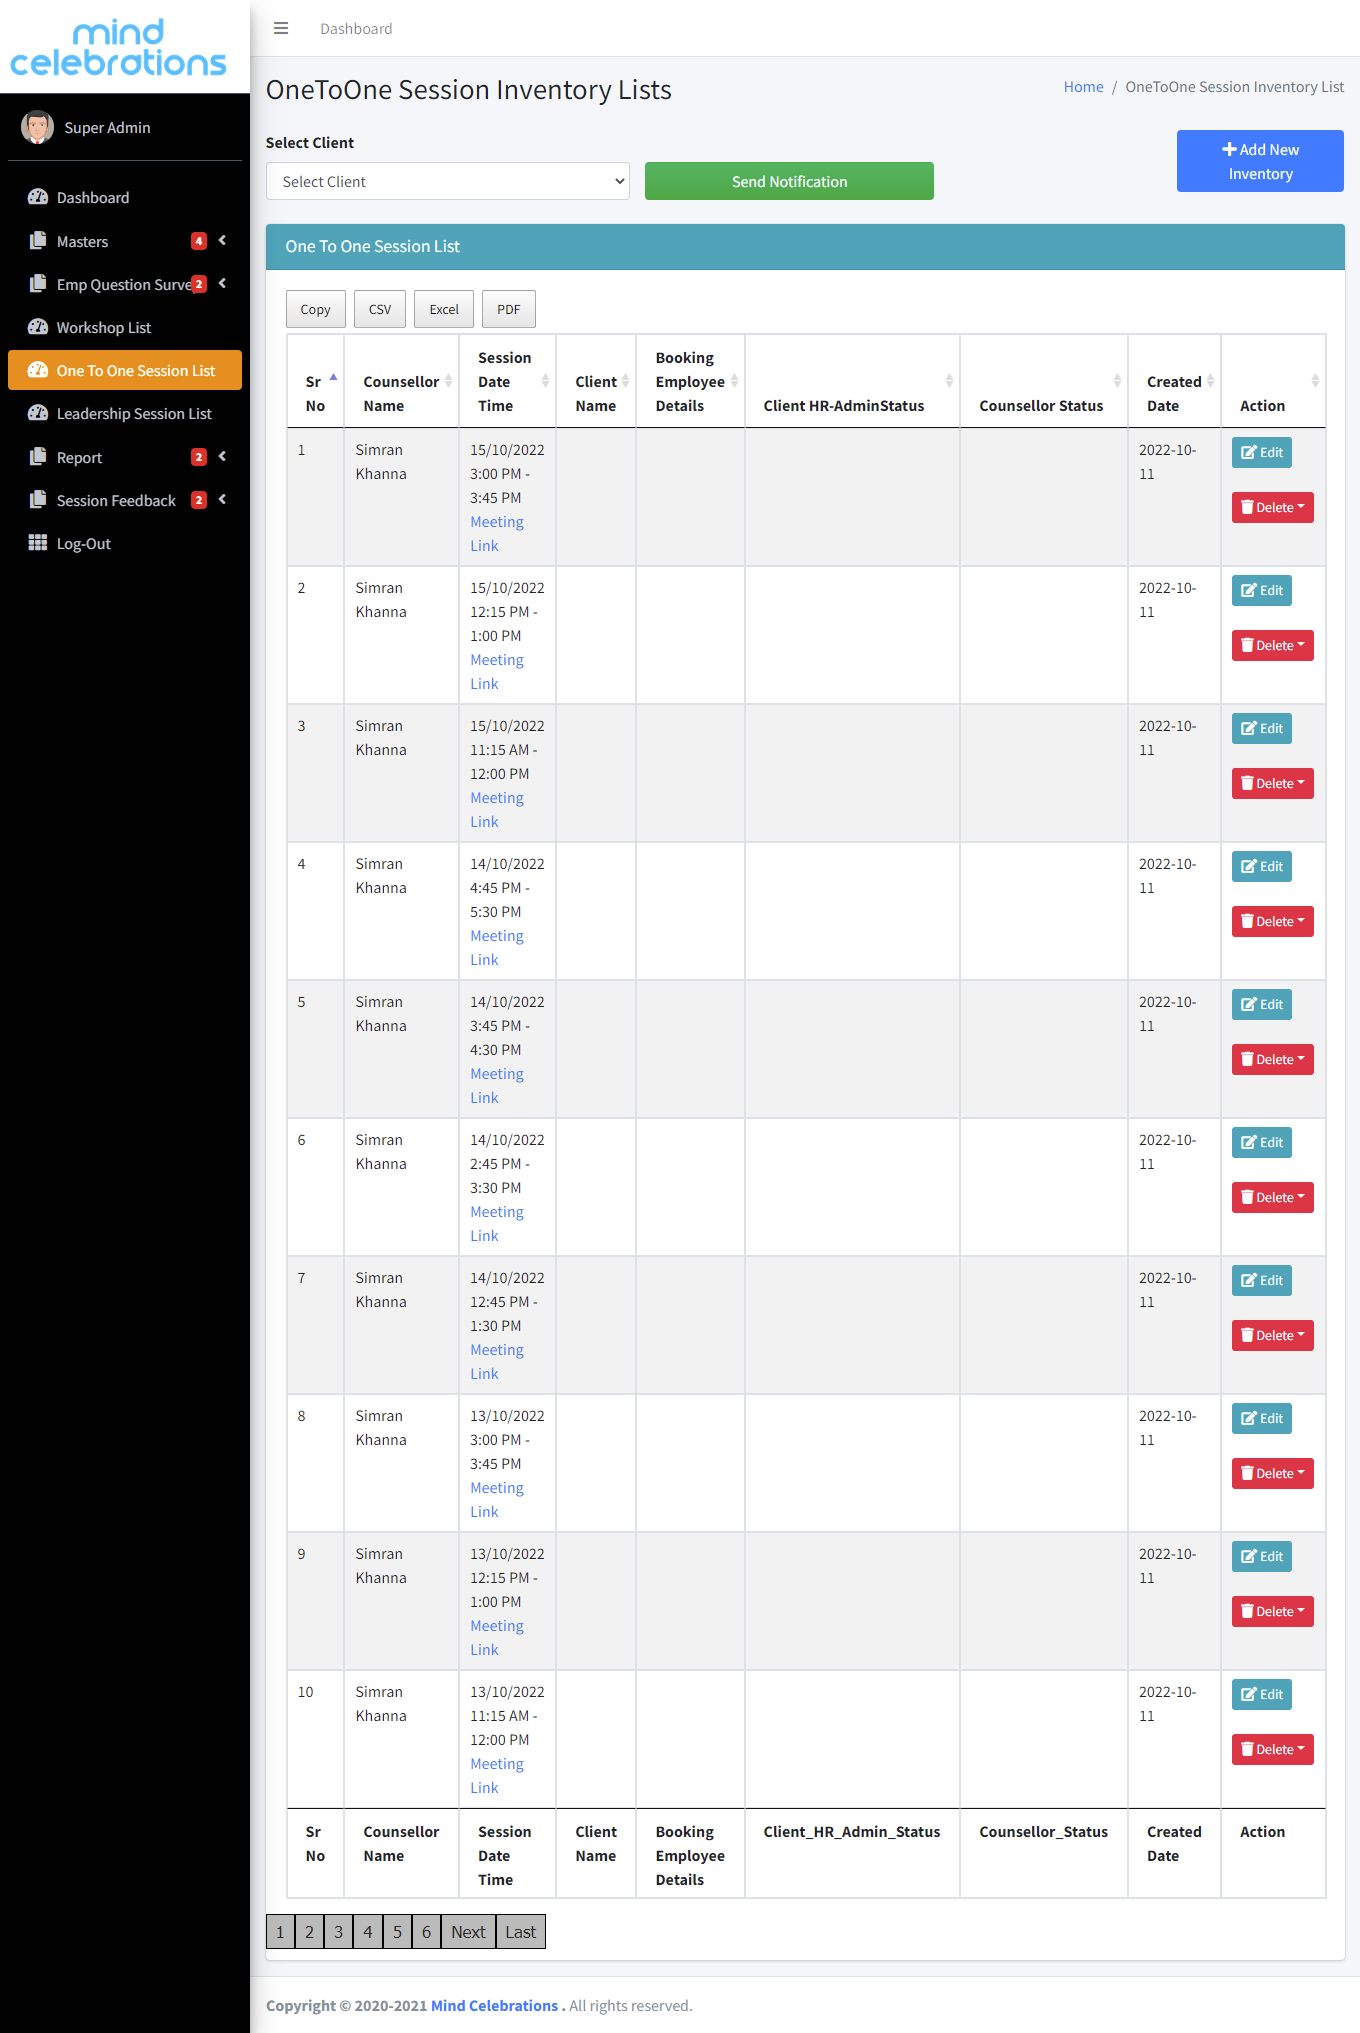 mind
celebrations
Super Admin
Dashboard
Masters 4
Emp Question Surve 2
Workshop List
One To One Session List
Leadership Session List
Report 2
Session Feedback 2
Log-Out
Dashboard
OneToOne Session Inventory Lists
Home / OneToOne Session Inventory List
Select Client
Select Client
Send Notification
Add New
Inventory
One To One Session List
Copy CSV Excel PDF
Sr
No
Counsellor
Name
Session
Date
Time
Client
Name
Booking
Employee
Details
Client HR-AdminStatus
Counsellor Status
Created
Date
Action
1
Simran
Khanna
15/10/2022
3:00 PM -
3:45 PM
Meeting
Link
2022-10-
11
Edit
Delete
2
Simran
Khanna
15/10/2022
12:15 PM -
1:00 PM
Meeting
Link
2022-10-
11
Edit
Delete
3
Simran
Khanna
15/10/2022
11:15 AM -
12:00 PM
Meeting
Link
2022-10-
11
Edit
Delete
4
Simran
Khanna
14/10/2022
4:45 PM -
5:30 PM
Meeting
Link
2022-10-
11
Edit
Delete
5
Simran
Khanna
14/10/2022
3:45 PM -
4:30 PM
Meeting
Link
2022-10-
11
Edit
Delete
6
Simran
Khanna
14/10/2022
2:45 PM -
3:30 PM
Meeting
Link
2022-10-
11
Edit
Delete
7
Simran
Khanna
14/10/2022
12:45 PM -
1:30 PM
Meeting
Link
2022-10-
11
Edit
Delete
8
Simran
Khanna
13/10/2022
3:00 PM -
3:45 PM
Meeting
Link
2022-10-
11
Edit
Delete
9
Simran
Khanna
13/10/2022
12:15 PM -
1:00 PM
Meeting
Link
2022-10-
11
Edit
Delete
10
Simran
Khanna
13/10/2022
11:15 AM -
12:00 PM
Meeting
Link
2022-10-
11
Edit
Delete
Sr
No
Counsellor
Name
Session
Date
Time
Client
Name
Booking
Employee
Details
Client_HR_Admin_Status
Counsellor_Status
Created
Date
Action
1 2 3 4 5 6 Next Last
Copyright © 2020-2021 Mind Celebrations . All rights reserved.